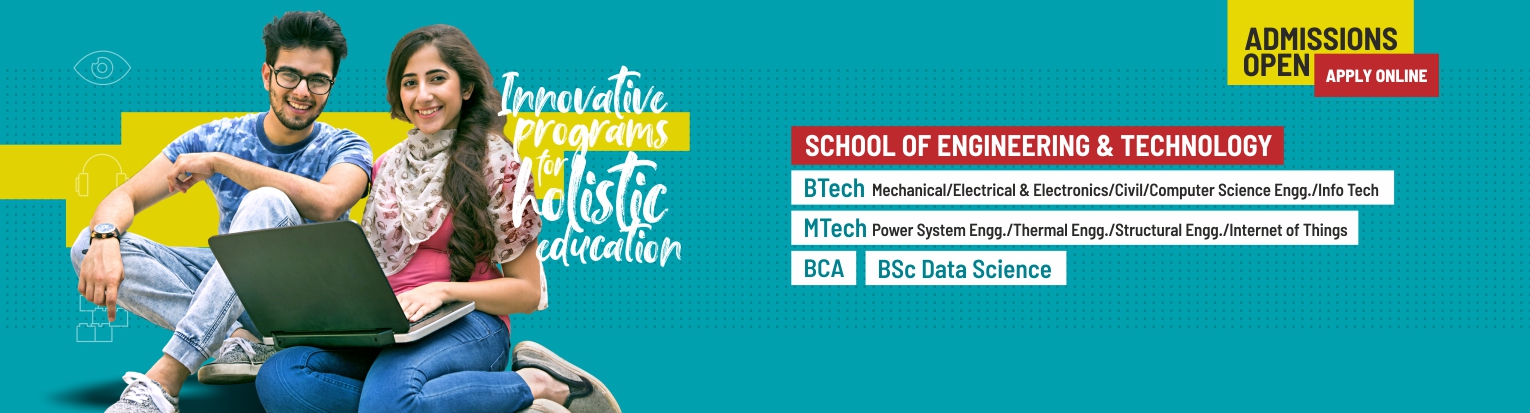 Innovative
programs
for
holistic
education
ADMISSIONS
OPEN
APPLY ONLINE
SCHOOL OF ENGINEERING & TECHNOLOGY
BTech Mechanical/Electrical & Electronics/Civil/Computer Science Engg./Info Tech
MTech Power System Engg./Thermal Engg./Structural Engg./Internet of Things
BCA BSc Data Science